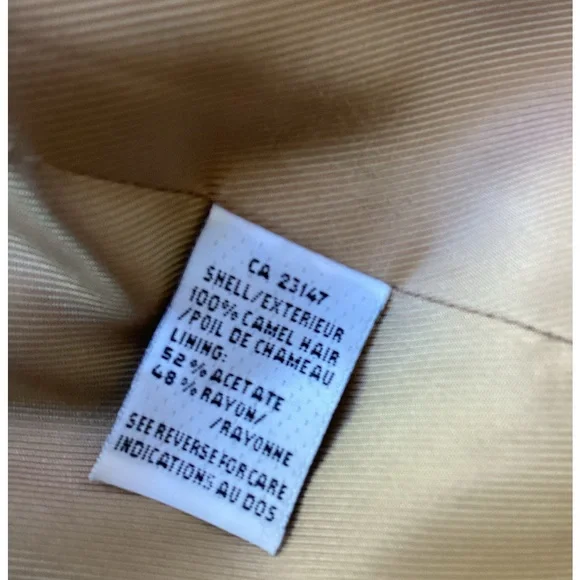 CA 23147
SHELL/EXTERIEUR
100% CAMEL HAIR
/POIL DE CHAMEAU
LINING:
52% ACETATE
48% RAYON/
/RAYONNE
SEE REVERSE FOR CARE
INDICATIONS AU DOS